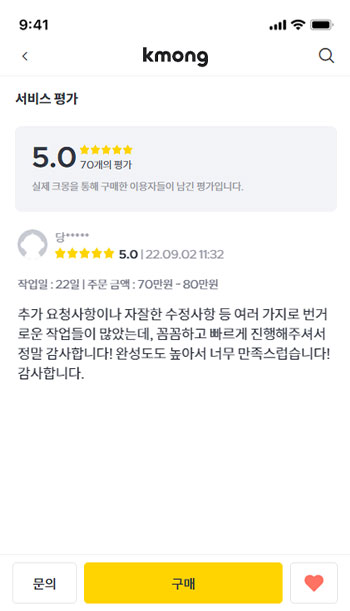 9:41
kmong
서비스 평가
5.0
70개의 평가
실제 크몽을 통해 구매한 이용자들이 남긴 평가입니다.
당*****
5.0 | 22.09.02 11:32
작업일 : 22일 | 주문 금액 : 70만원 - 80만원
추가 요청사항이나 자잘한 수정사항 등 여러 가지로 번거
로운 작업들이 많았는데, 꼼꼼하고 빠르게 진행해주셔서
정말 감사합니다! 완성도도 높아서 너무 만족스럽습니다!
감사합니다.
문의
구매